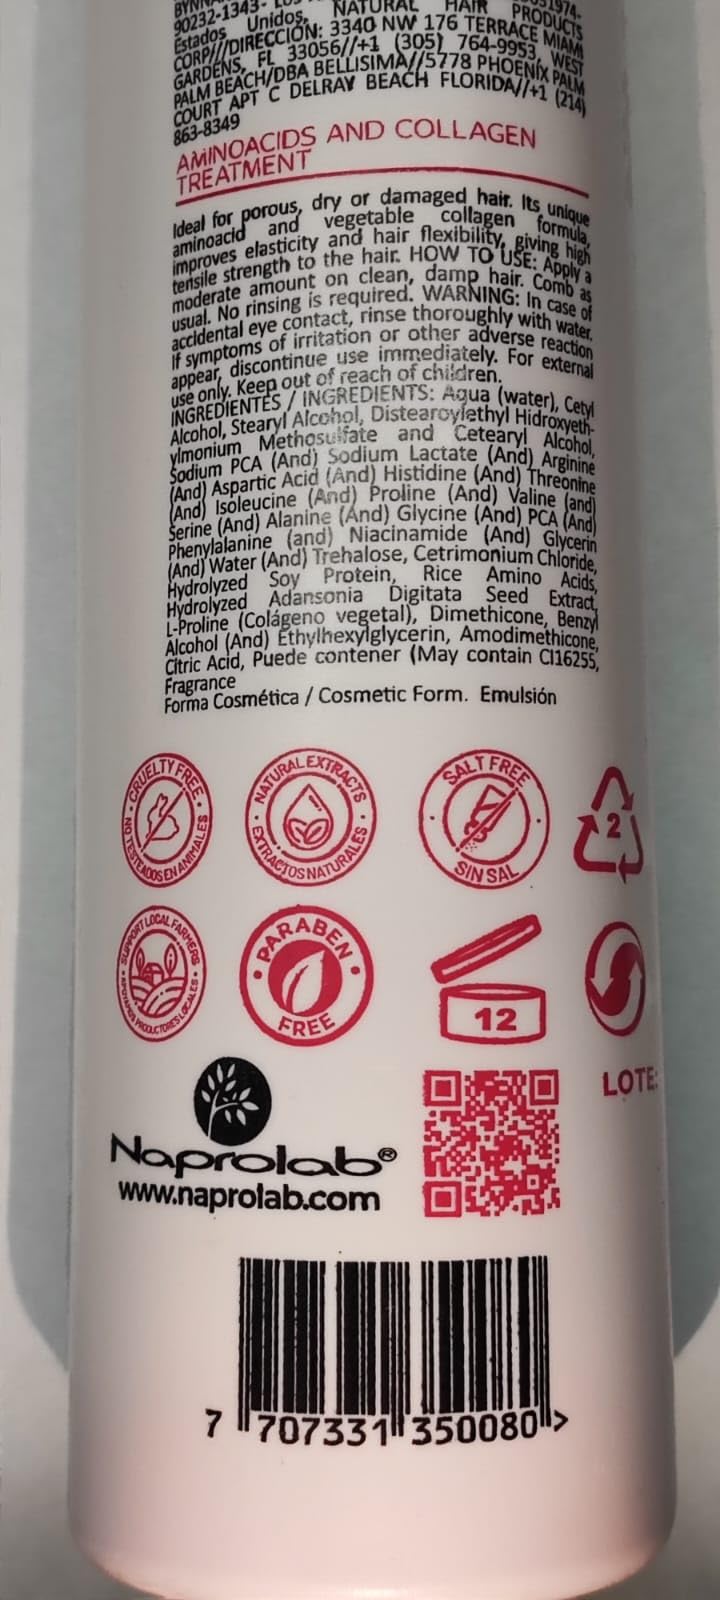 90232-1343-
Estados Unidos, NATURAL HAIR PRODUCTS
CORP//DIRECCIÓN: 3340 NW 176 TERRACE MIAMI
GARDENS, FL 33056//+1 (305) 764-9953, WEST
PALM BEACH/DBA BELLISIMA//5778 PHOENIX PALM
COURT APT C DELRAY BEACH FLORIDA//+1 (214)
863-8349
AMINOACIDS AND COLLAGEN
TREATMENT
Ideal for porous, dry or damaged hair. Its unique
aminoacid and vegetable collagen formula,
improves elasticity and hair flexibility, giving high
tensile strength to the hair. HOW TO USE: Apply a
moderate amount on clean, damp hair. Comb as
usual. No rinsing is required. WARNING: In case of
accidental eye contact, rinse thoroughly with water.
If symptoms of irritation or other adverse reaction
appear, discontinue use immediately. For external
use only. Keep out of reach of children.
INGREDIENTES / INGREDIENTS: Aqua (water), Cetyl
Alcohol, Stearyl Alcohol, Distearoylethyl Hidroxyeth-
ylmonium Methosulfate and Cetearyl Alcohol,
Sodium PCA (And) Sodium Lactate (And) Arginine
(And) Aspartic Acid (And) Histidine (And) Threonine
(And) Isoleucine (And) Proline (And) Valine (and)
Serine (And) Alanine (And) Glycine (And) PCA (And)
Phenylalanine (and) Niacinamide (And) Glycerin
(And) Water (And) Trehalose, Cetrimonium Chloride,
Hydrolyzed Soy Protein, Rice Amino Acids,
Hydrolyzed Adansonia Digitata Seed Extract,
L-Proline (Colágeno vegetal), Dimethicone, Benzyl
Alcohol (And) Ethylhexylglycerin, Amodimethicone,
Citric Acid, Puede contener (May contain CI16255,
Fragrance
Forma Cosmética / Cosmetic Form. Emulsión
CRUELTY FREE
NO TESTEADOS EN ANIMALES
NATURAL EXTRACTS
EXTRACTOS NATURALES
SALT FREE
SIN SAL
2
SUPPORT LOCAL FARMERS
APOYAMOS PRODUCTORES LOCALES
PARABEN
FREE
12
LOTE:
Naprolab®
www.naprolab.com
7 707331 350080 >